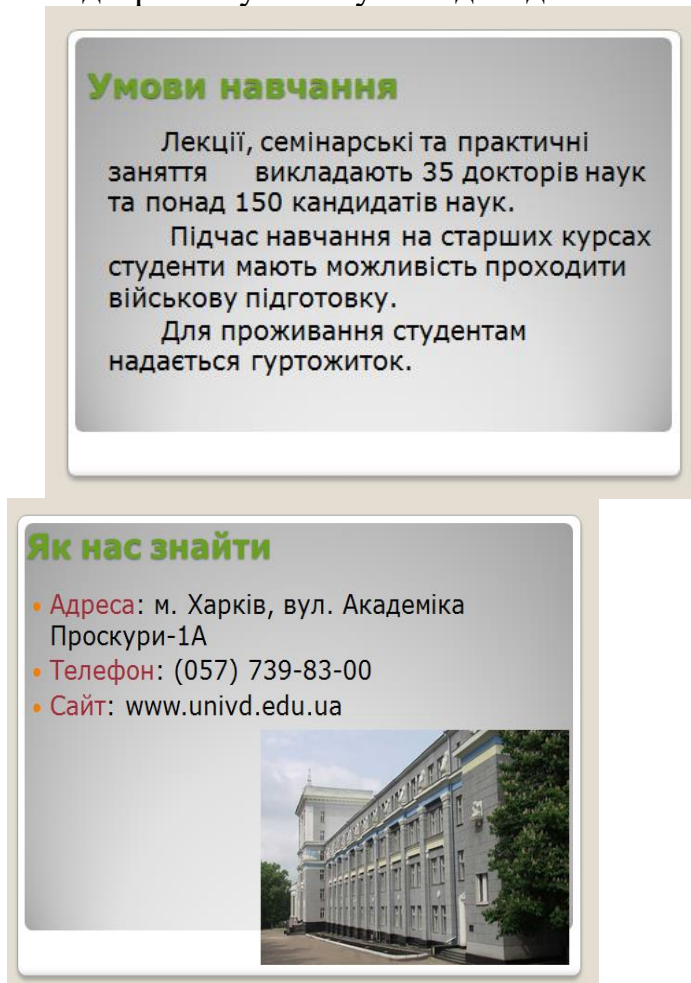 Умови навчання
Лекції, семінарські та практичні
заняття викладають 35 докторів наук
та понад 150 кандидатів наук.
Підчас навчання на старших курсах
студенти мають можливість проходити
військову підготовку.
Для проживання студентам
надається гуртожиток.
Як нас знайти
Адреса: м. Харків, вул. Академіка
Проскури-1А
Телефон: (057) 739-83-00
Сайт: www.univd.edu.ua